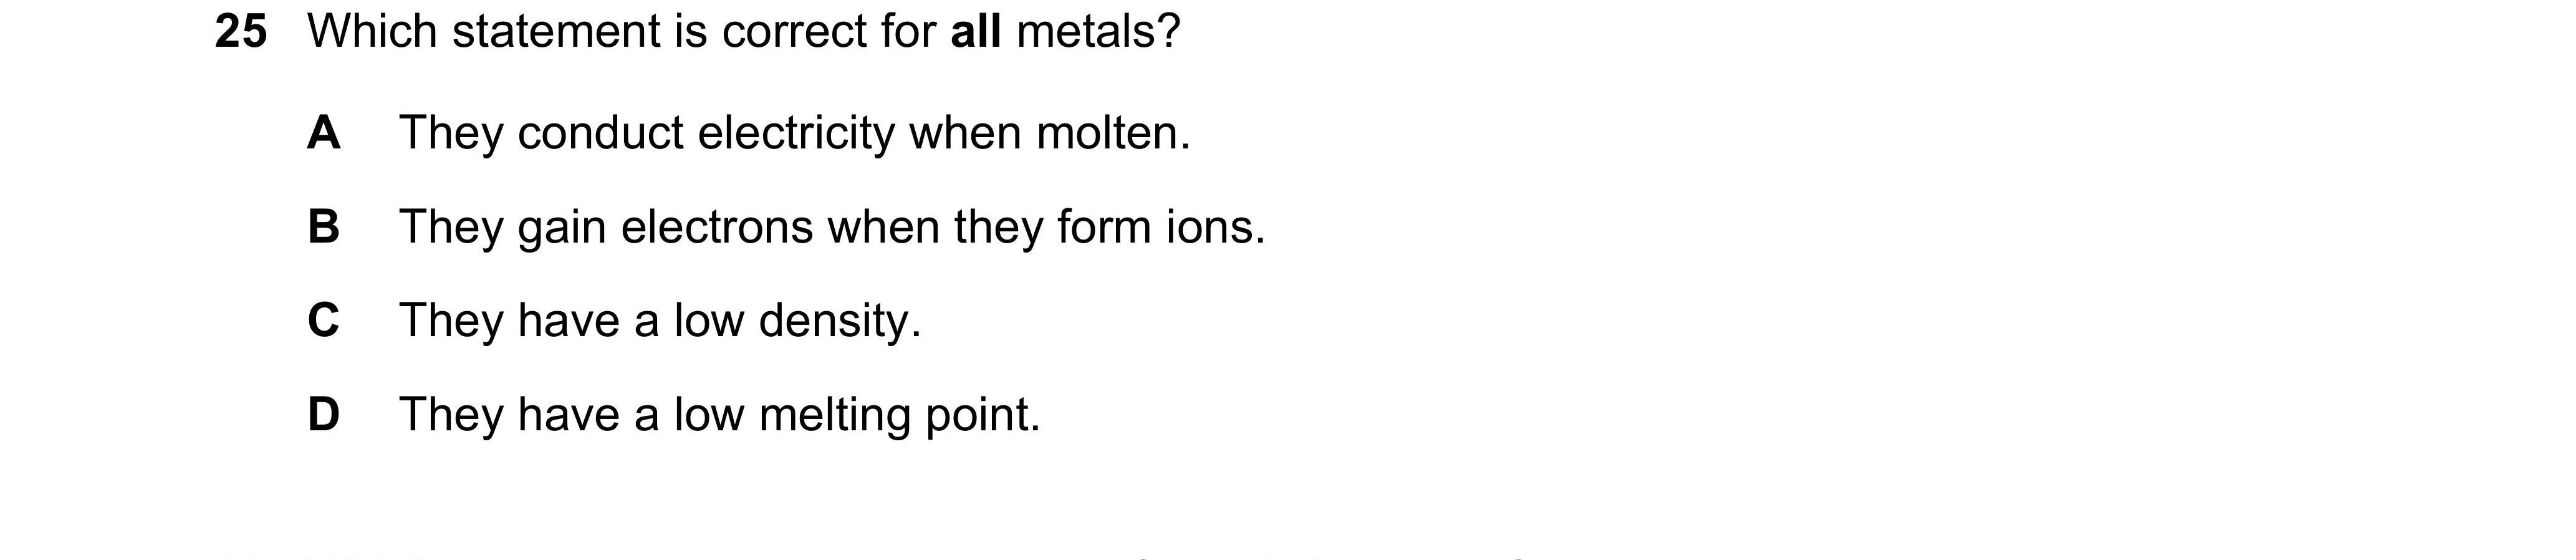 25 Which statement is correct for all metals?
A They conduct electricity when molten.
B They gain electrons when they form ions.
C They have a low density.
D They have a low melting point.